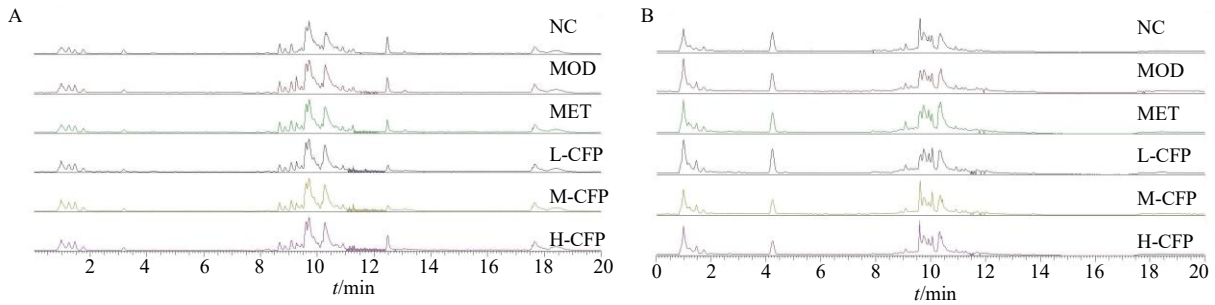 A
NC
MOD
MET
L-CFP
M-CFP
H-CFP
2 4 6 8 10 12 14 16 18 20
t/min
B
NC
MOD
MET
L-CFP
M-CFP
H-CFP
0 2 4 6 8 10 12 14 16 18 20
t/min